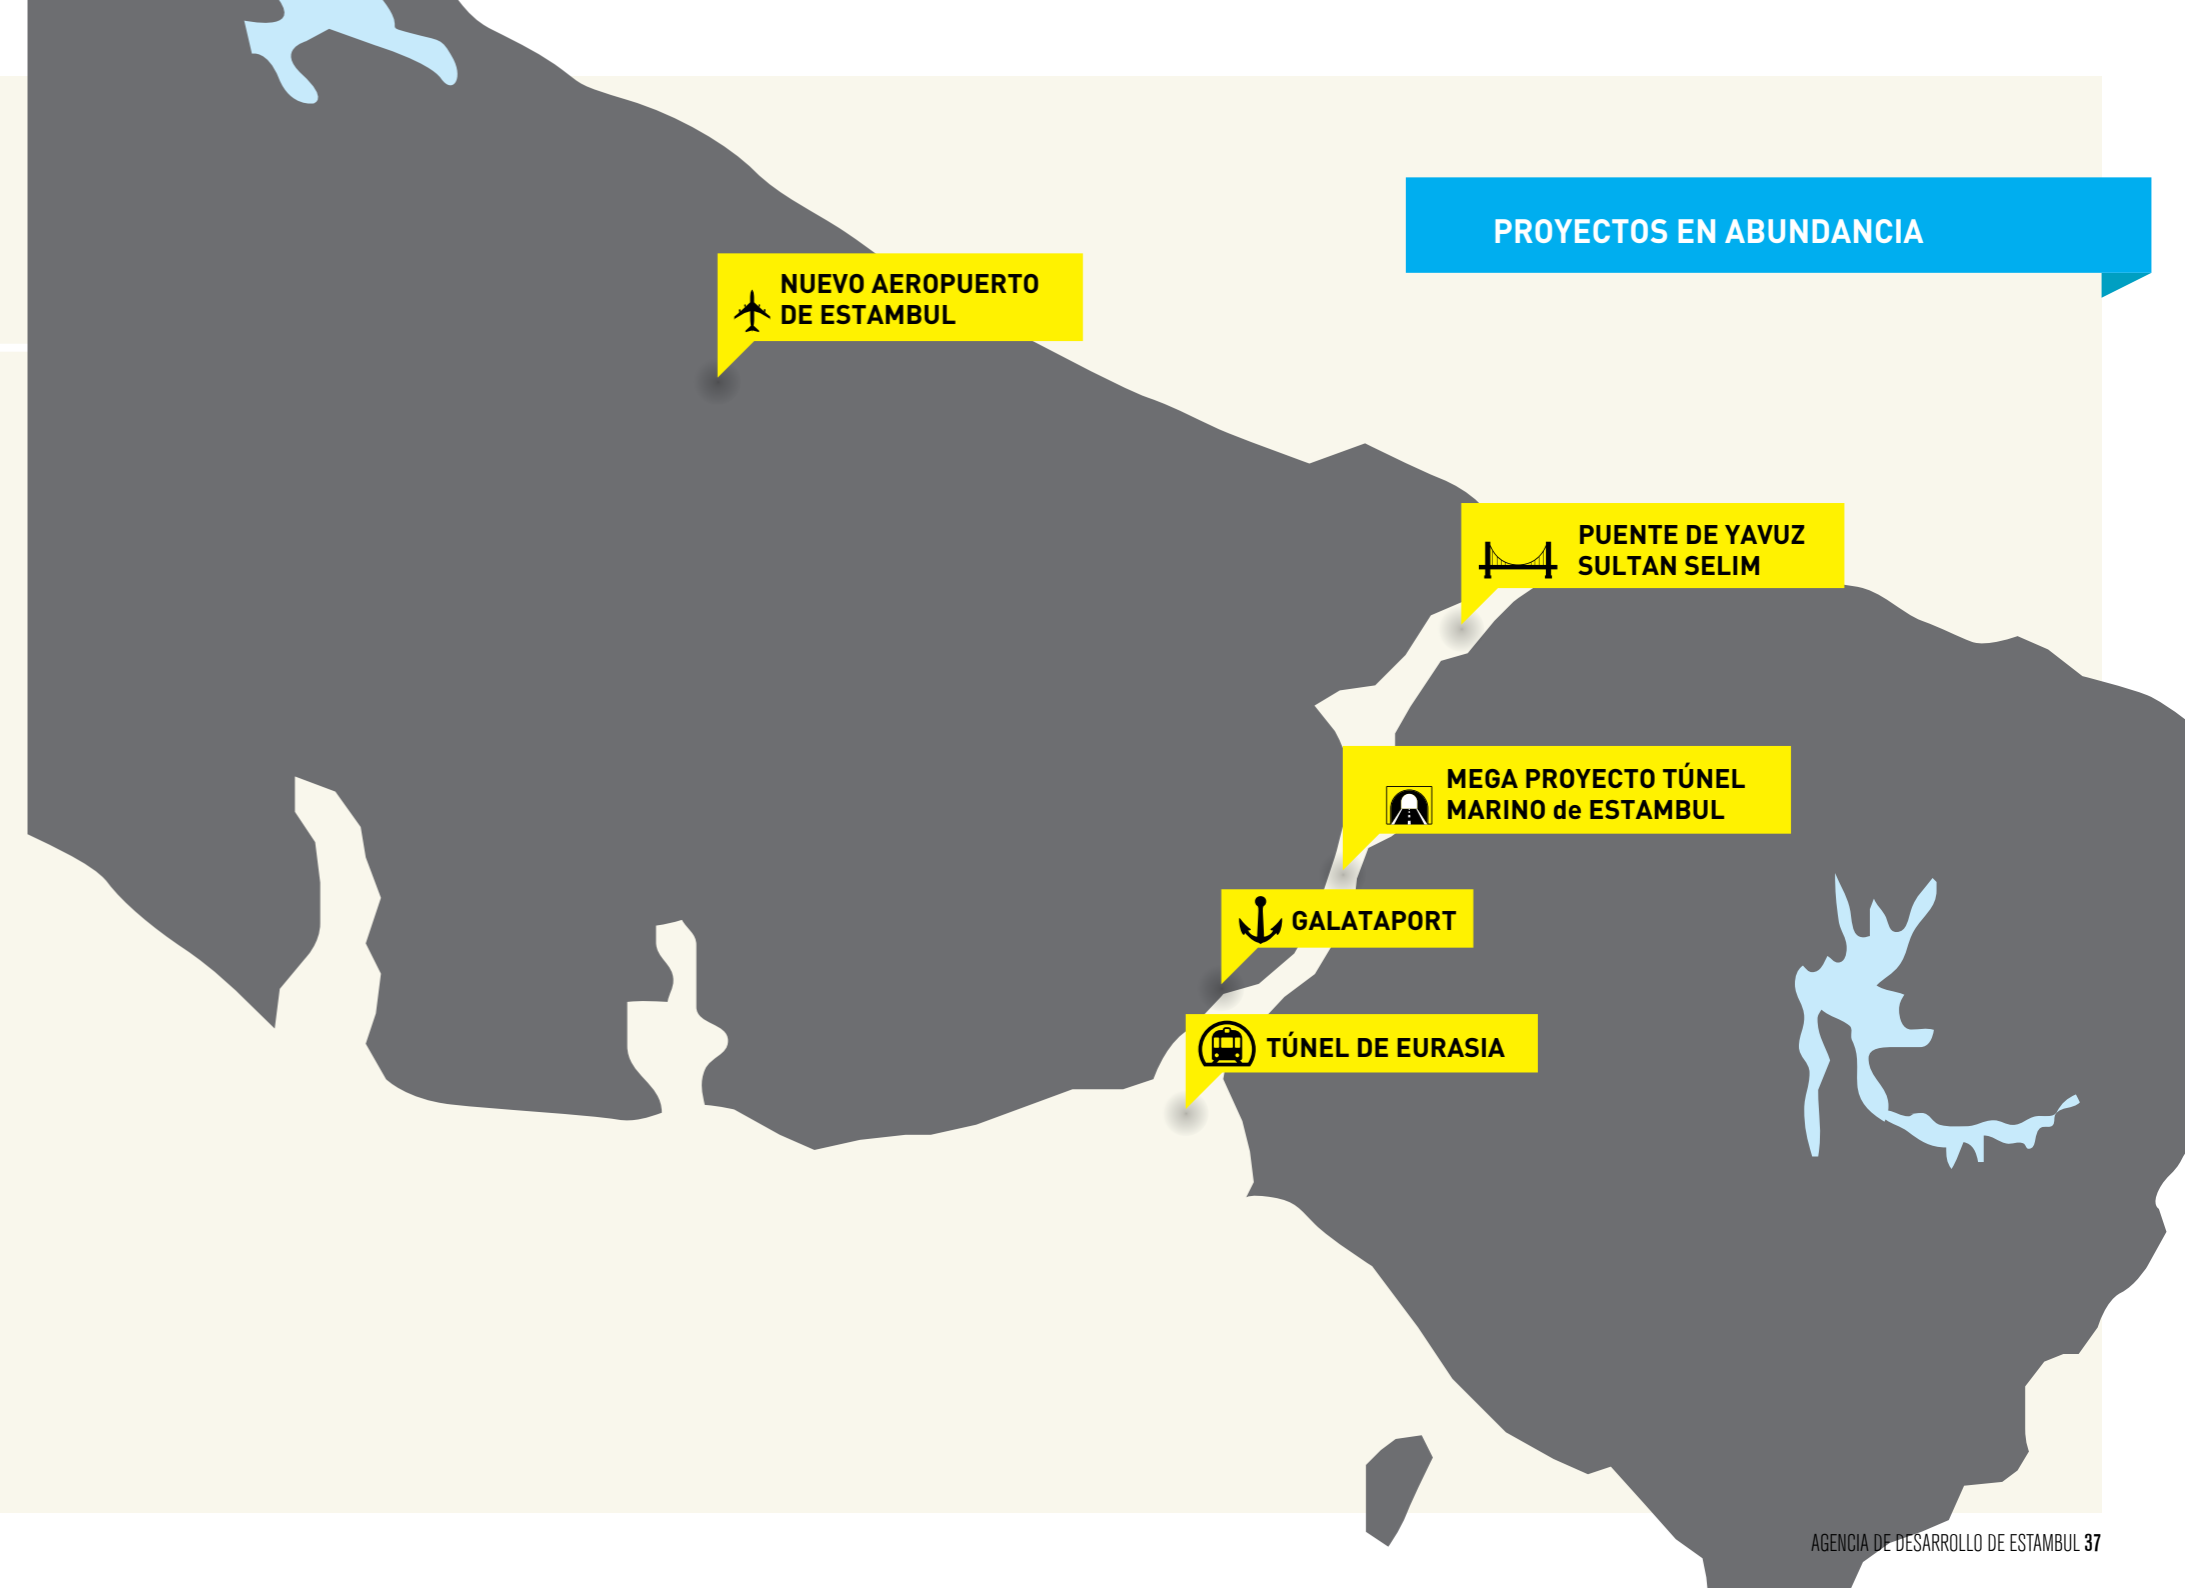 PROYECTOS EN ABUNDANCIA
NUEVO AEROPUERTO
DE ESTAMBUL
PUENTE DE YAVUZ
SULTAN SELIM
MEGA PROYECTO TÚNEL
MARINO de ESTAMBUL
GALATAPORT
TÚNEL DE EURASIA
AGENCIA DE DESARROLLO DE ESTAMBUL 37